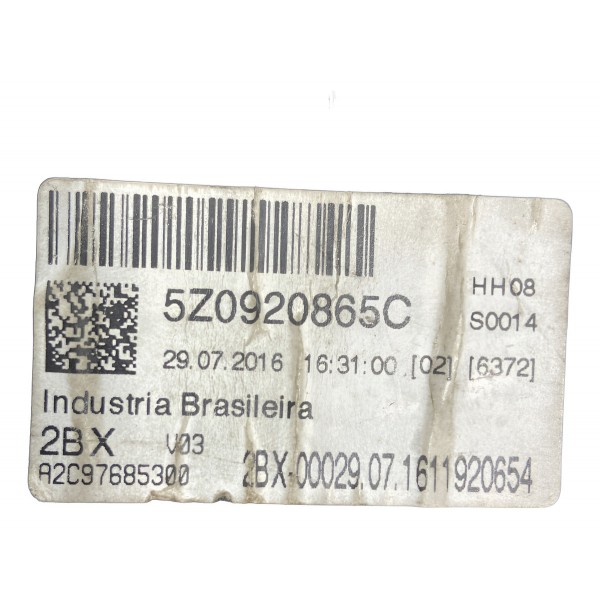 5Z0920865C HH08
S0014
29.07.2016 16:31:00 [02] [6372]
Industria Brasileira
2BX V03
A2C97685300 2BX-00029.07.1611920654